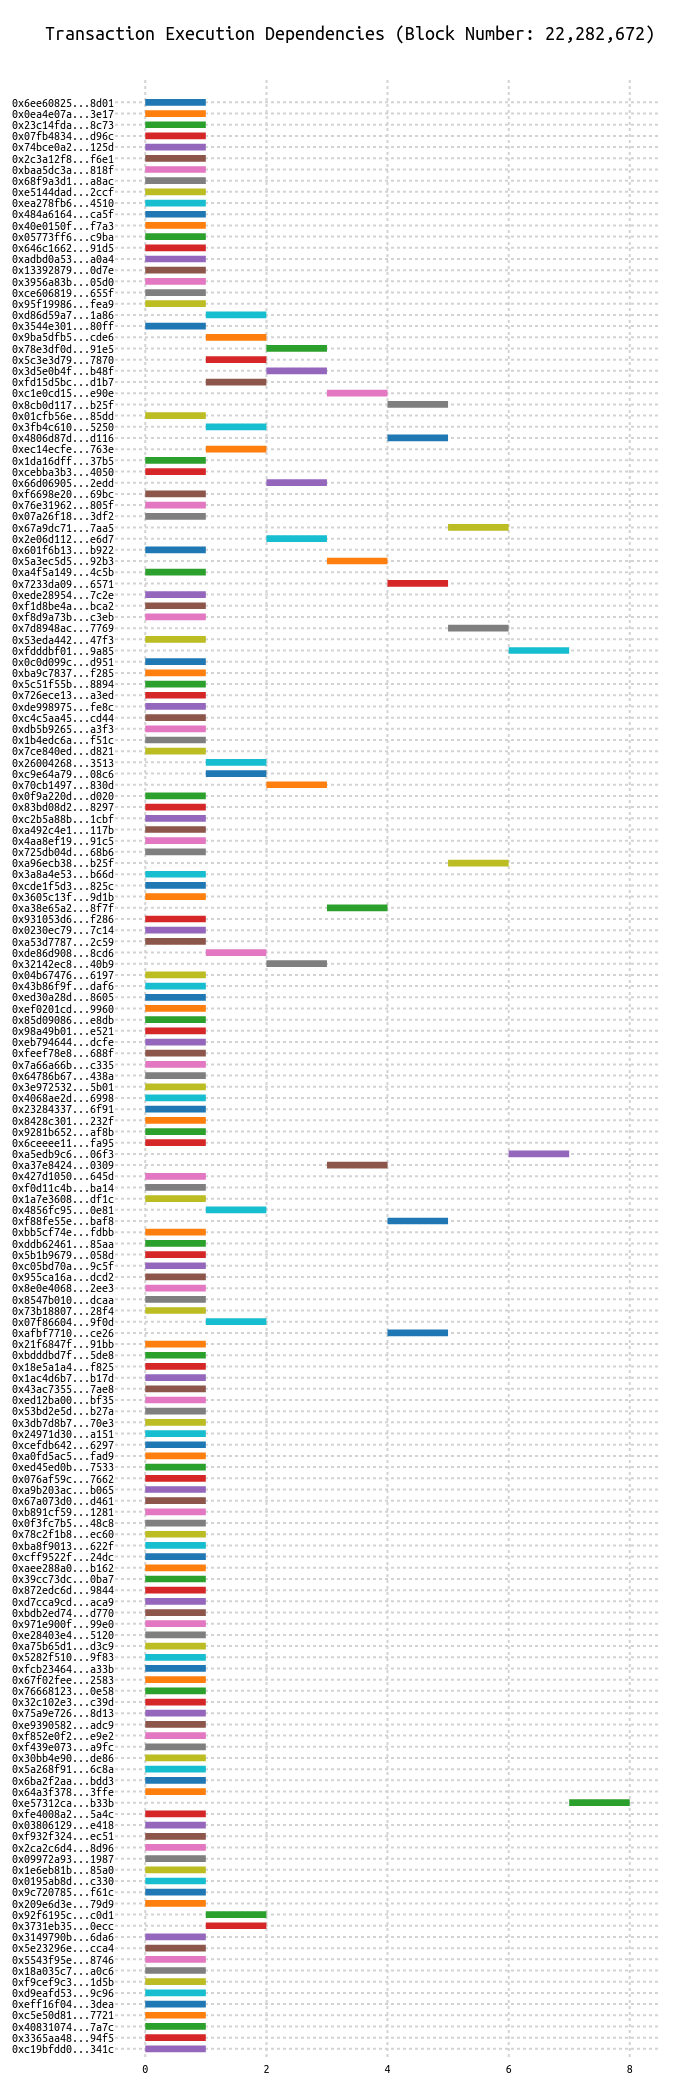 Transaction Execution Dependencies (Block Number: 22,282,672)
0x6ee60825...8d01
0x0ea4e07a...3e17
0x23c14fda...8c73
0x07fb4834...d96c
0x74bce0a2...125d
0x2c3a12f8...f6e1
0xbaa5dc3a...818f
0x68f9a3d1...a8ac
0xe5144dad...2ccf
0xea278fb6...4510
0x484a6164...ca5f
0x40e0150f...f7a3
0x05773ff6...c9ba
0x646c1662...91d5
0xadbd0a53...a0a4
0x13392879...0d7e
0x3956a83b...05d0
0xce606819...655f
0x95f19986...fea9
0xd86d59a7...1a86
0x3544e301...80ff
0x9ba5dfb5...cde6
0x78e3df0d...91e5
0x5c3e3d79...7870
0x3d5e0b4f...b48f
0xfd15d5bc...d1b7
0xc1e0cd15...e90e
0x8cb0d117...b25f
0x01cfb56e...85dd
0x3fb4c610...5250
0x4806d87d...d116
0xec14ecfe...763e
0x1da16dff...37b5
0xcebba3b3...4050
0x66d06905...2edd
0xf6698e20...69bc
0x76e31962...805f
0x07a26f18...3df2
0x67a9dc71...7aa5
0x2e06d112...e6d7
0x601f6b13...b922
0x5a3ec5d5...92b3
0xa4f5a149...4c5b
0x7233da09...6571
0xede28954...7c2e
0xf1d8be4a...bca2
0xf8d9a73b...c3eb
0x7d8948ac...7769
0x53eda442...47f3
0xfdddbf01...9a85
0x0c0d099c...d951
0xba9c7837...f285
0x5c51f55b...8894
0x726ece13...a3ed
0xde998975...fe8c
0xc4c5aa45...cd44
0xdb5b9265...a3f3
0x1b4edc6a...f51c
0x7ce840ed...d821
0x26004268...3513
0xc9e64a79...08c6
0x70cb1497...830d
0x0f9a220d...d020
0x83bd08d2...8297
0xc2b5a88b...1cbf
0xa492c4e1...117b
0x4aa8ef19...91c5
0x725db04d...68b6
0xa96ecb38...b25f
0x3a8a4e53...b66d
0xcde1f5d3...825c
0x3605c13f...9d1b
0xa38e65a2...8f7f
0x931053d6...f286
0x0230ec79...7c14
0xa53d7787...2c59
0xde86d908...8cd6
0x32142ec8...40b9
0x04b67476...6197
0x43b86f9f...daf6
0xed30a28d...8605
0xef0201cd...9960
0x85d09086...e8db
0x98a49b01...e521
0xeb794644...dcfe
0xfeef78e8...688f
0x7a66a66b...c335
0x64786b67...438a
0x3e972532...5b01
0x4068ae2d...6998
0x23284337...6f91
0x8428c301...232f
0x9281b652...af8b
0x6ceeee11...fa95
0xa5edb9c6...06f3
0xa37e8424...0309
0x427d1050...645d
0xf0d11c4b...ba14
0x1a7e3608...df1c
0x4856fc95...0e81
0xf88fe55e...baf8
0xbb5cf74e...fdbb
0xddb62461...85aa
0x5b1b9679...058d
0xc05bd70a...9c5f
0x955ca16a...dcd2
0x8e0e4068...2ee3
0x8547b010...dcaa
0x73b18807...28f4
0x07f86604...9f0d
0xafbf7710...ce26
0x21f6847f...91bb
0xbdddbd7f...5de8
0x18e5a1a4...f825
0x1ac4d6b7...b17d
0x43ac7355...7ae8
0xed12ba00...bf35
0x53bd2e5d...b27a
0x3db7d8b7...70e3
0x24971d30...a151
0xcefdb642...6297
0xa0fd5ac5...fad9
0xed45ed0b...7533
0x076af59c...7662
0xa9b203ac...b065
0x67a073d0...d461
0xb891cf59...1281
0x0f3fc7b5...48c8
0x78c2f1b8...ec60
0xba8f9013...622f
0xcff9522f...24dc
0xaee288a0...b162
0x39cc73dc...0ba7
0x872edc6d...9844
0xd7cca9cd...aca9
0xbdb2ed74...d770
0x971e900f...99e0
0xe28403e4...5120
0xa75b65d1...d3c9
0x5282f510...9f83
0xfcb23464...a33b
0x67f02fee...2583
0x76668123...0e58
0x32c102e3...c39d
0x75a9e726...8d13
0xe9390582...adc9
0xf852e0f2...e9e2
0xf439e073...a9fc
0x30bb4e90...de86
0x5a268f91...6c8a
0x6ba2f2aa...bdd3
0x64a3f378...3ffe
0xe57312ca...b33b
0xfe4008a2...5a4c
0x03806129...e418
0xf932f324...ec51
0x2ca2c6d4...8d96
0x09972a93...1987
0x1e6eb81b...85a0
0x0195ab8d...c330
0x9c720785...f61c
0x209e6d3e...79d9
0x92f6195c...c0d1
0x3731eb35...0ecc
0x3149790b...6da6
0x5e23296e...cca4
0x5543f95e...8746
0x18a035c7...a0c6
0xf9cef9c3...1d5b
0xd9eafd53...9c96
0xeff16f04...3dea
0xc5e50d81...7721
0x40831074...7a7c
0x3365aa48...94f5
0xc19bfdd0...341c
0 2 4 6 8